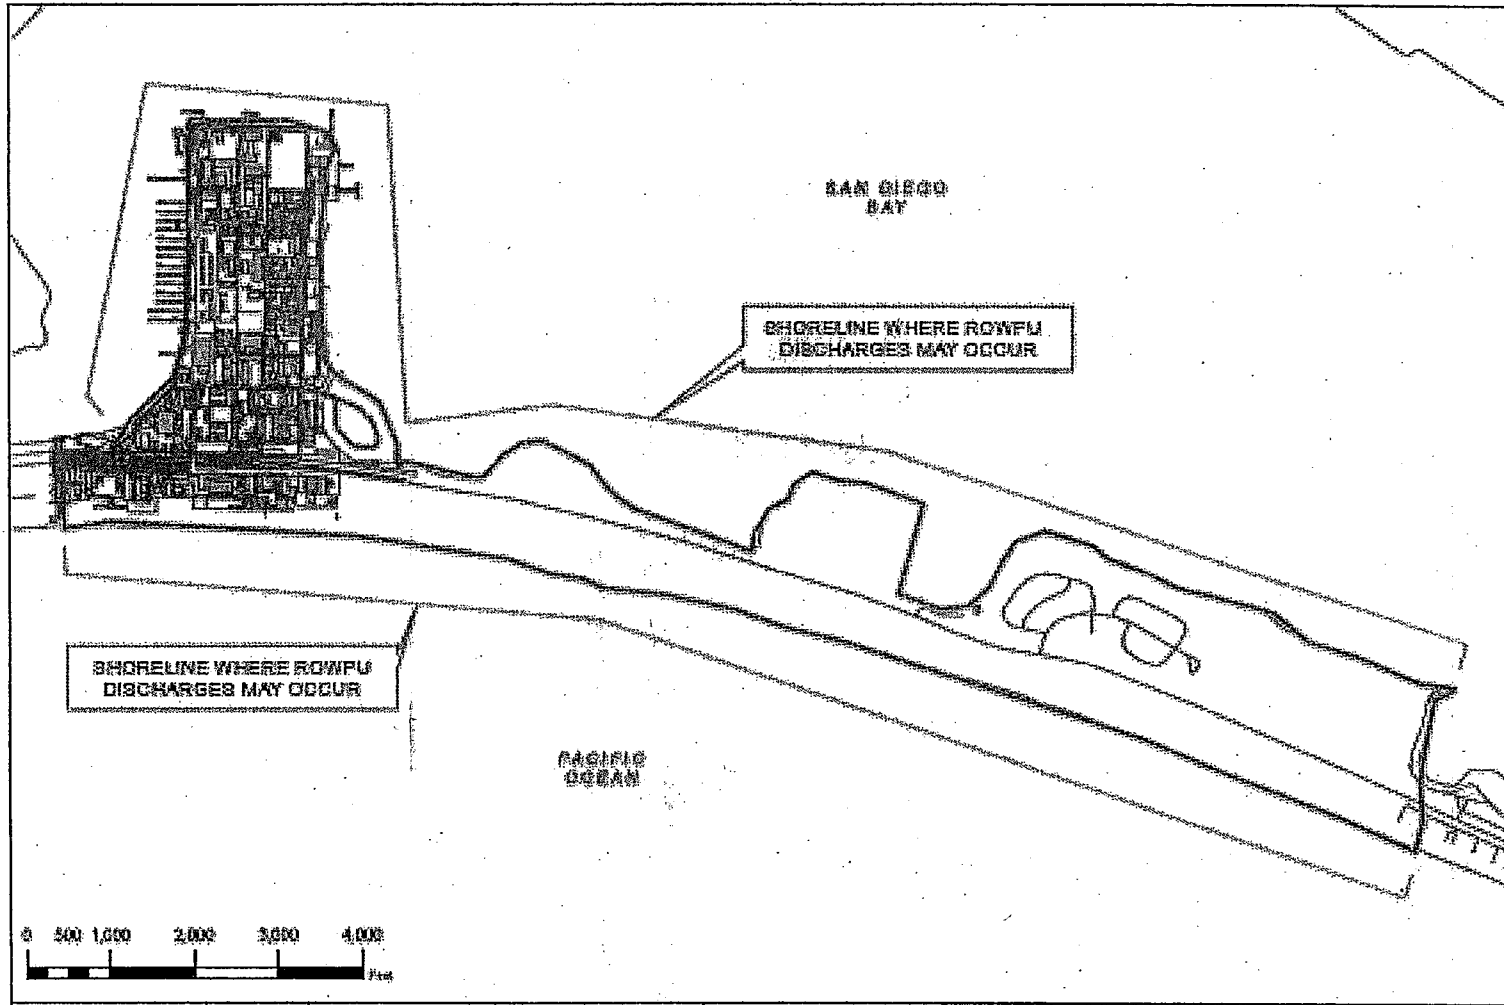 SAN DIEGO
BAY
SHORELINE WHERE ROWPU
DISCHARGES MAY OCCUR
SHORELINE WHERE ROWPU
DISCHARGES MAY OCCUR
PACIFIC
OCEAN
0 500 1,000 2,000 3,000 4,000
Feet